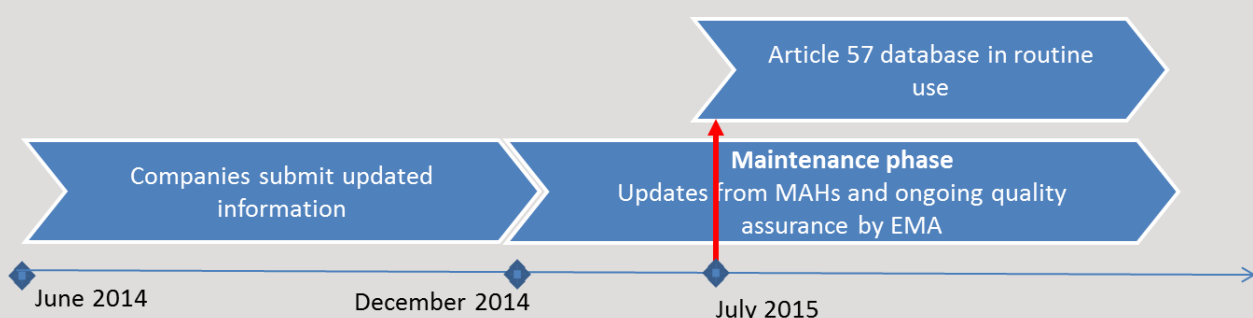 Article 57 database in routine
use
Companies submit updated
information
Maintenance phase
Updates from MAHs and ongoing quality
assurance by EMA
June 2014
December 2014
July 2015